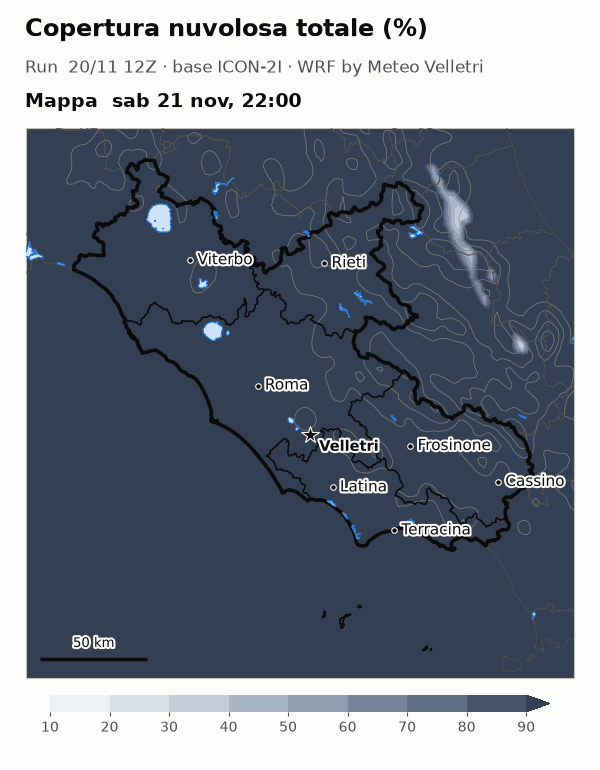 Copertura nuvolosa totale (%)
Run  20/11 12Z · base ICON-2I · WRF by Meteo Velletri
Mappa  sab 21 nov, 22:00
Viterbo
Rieti
Roma
Velletri
Frosinone
Cassino
Latina
Terracina
50 km
10 20 30 40 50 60 70 80 90